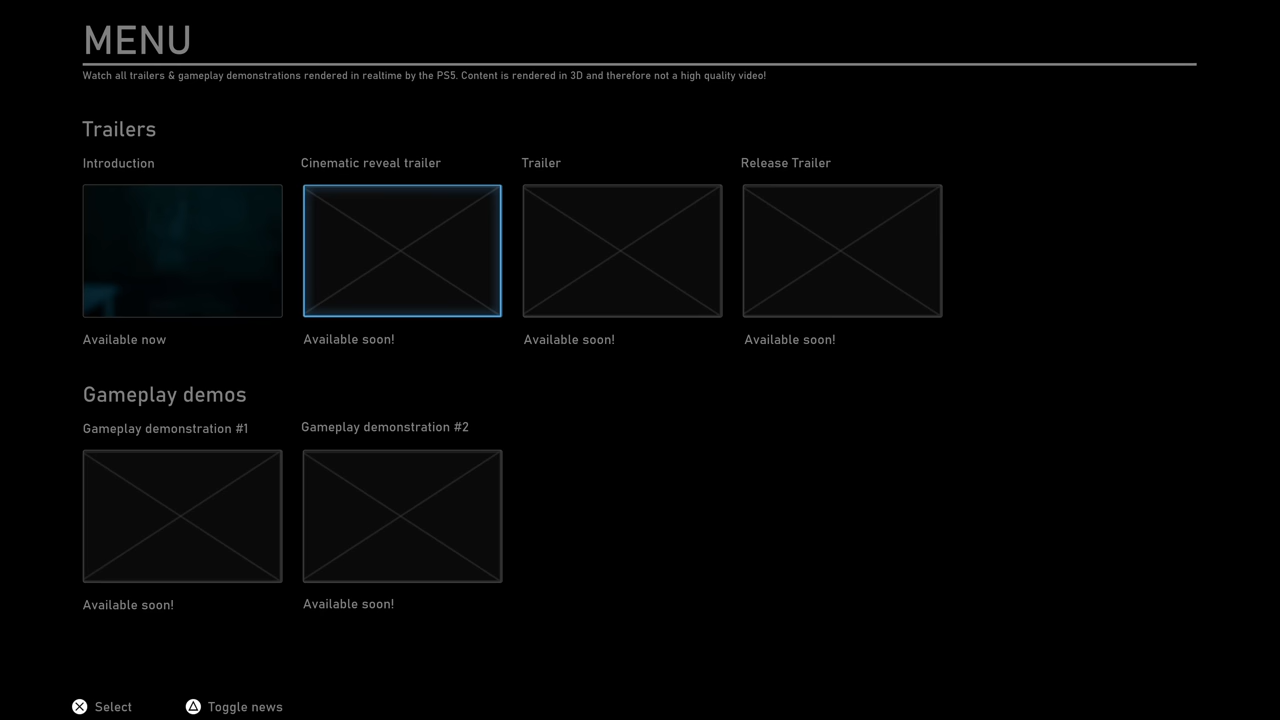 MENU
Watch all trailers & gameplay demonstrations rendered in realtime by the PS5. Content is rendered in 3D and therefore not a high quality video!
Trailers
Introduction
Cinematic reveal trailer
Trailer
Release Trailer
Available now
Available soon!
Available soon!
Available soon!
Gameplay demos
Gameplay demonstration #1
Gameplay demonstration #2
Available soon!
Available soon!
Select
Toggle news